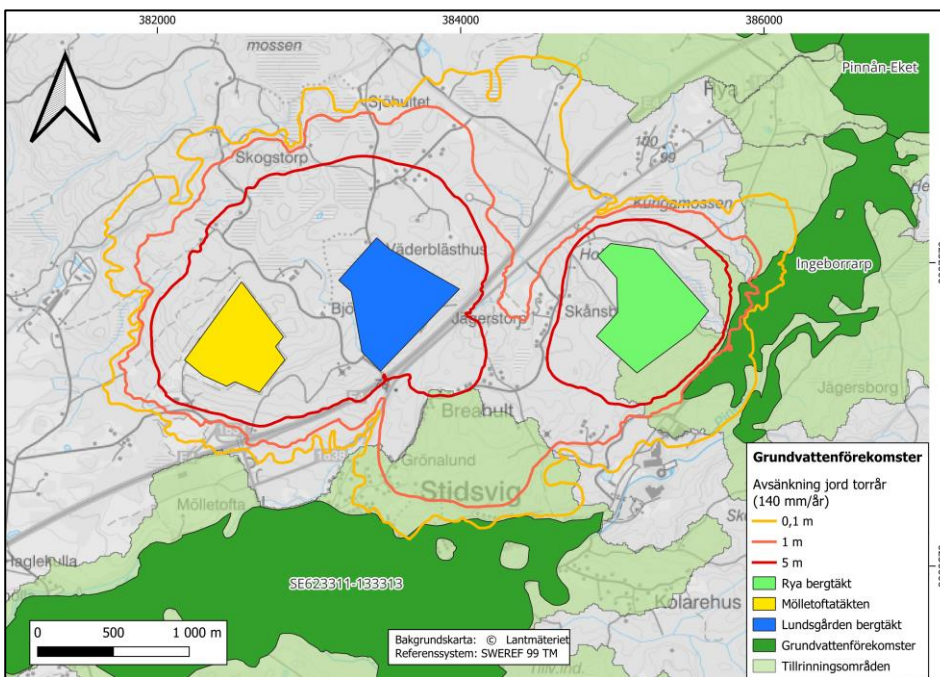 382000
384000
386000
mossen
Pinnån-Eket
Sjöhultet
Rya
Skogstorp
100
99
Kungamossen
Väderblästhus
Ingeborrarp
Skånsb
Jägerstorp
Jägersborg
Breabult
Grönalund
Stidsvig
Mölletofta
SE623311-133313
Kolarehus
Grundvattenförekomster
Avsänkning jord torrår
(140 mm/år)
0,1 m
1 m
5 m
Rya bergtäkt
Mölletoftatäkten
Lundsgården bergtäkt
Grundvattenförekomster
Tillrinningsområden
0 500 1 000 m
Bakgrundskarta: © Lantmäteriet
Referenssystem: SWEREF 99 TM